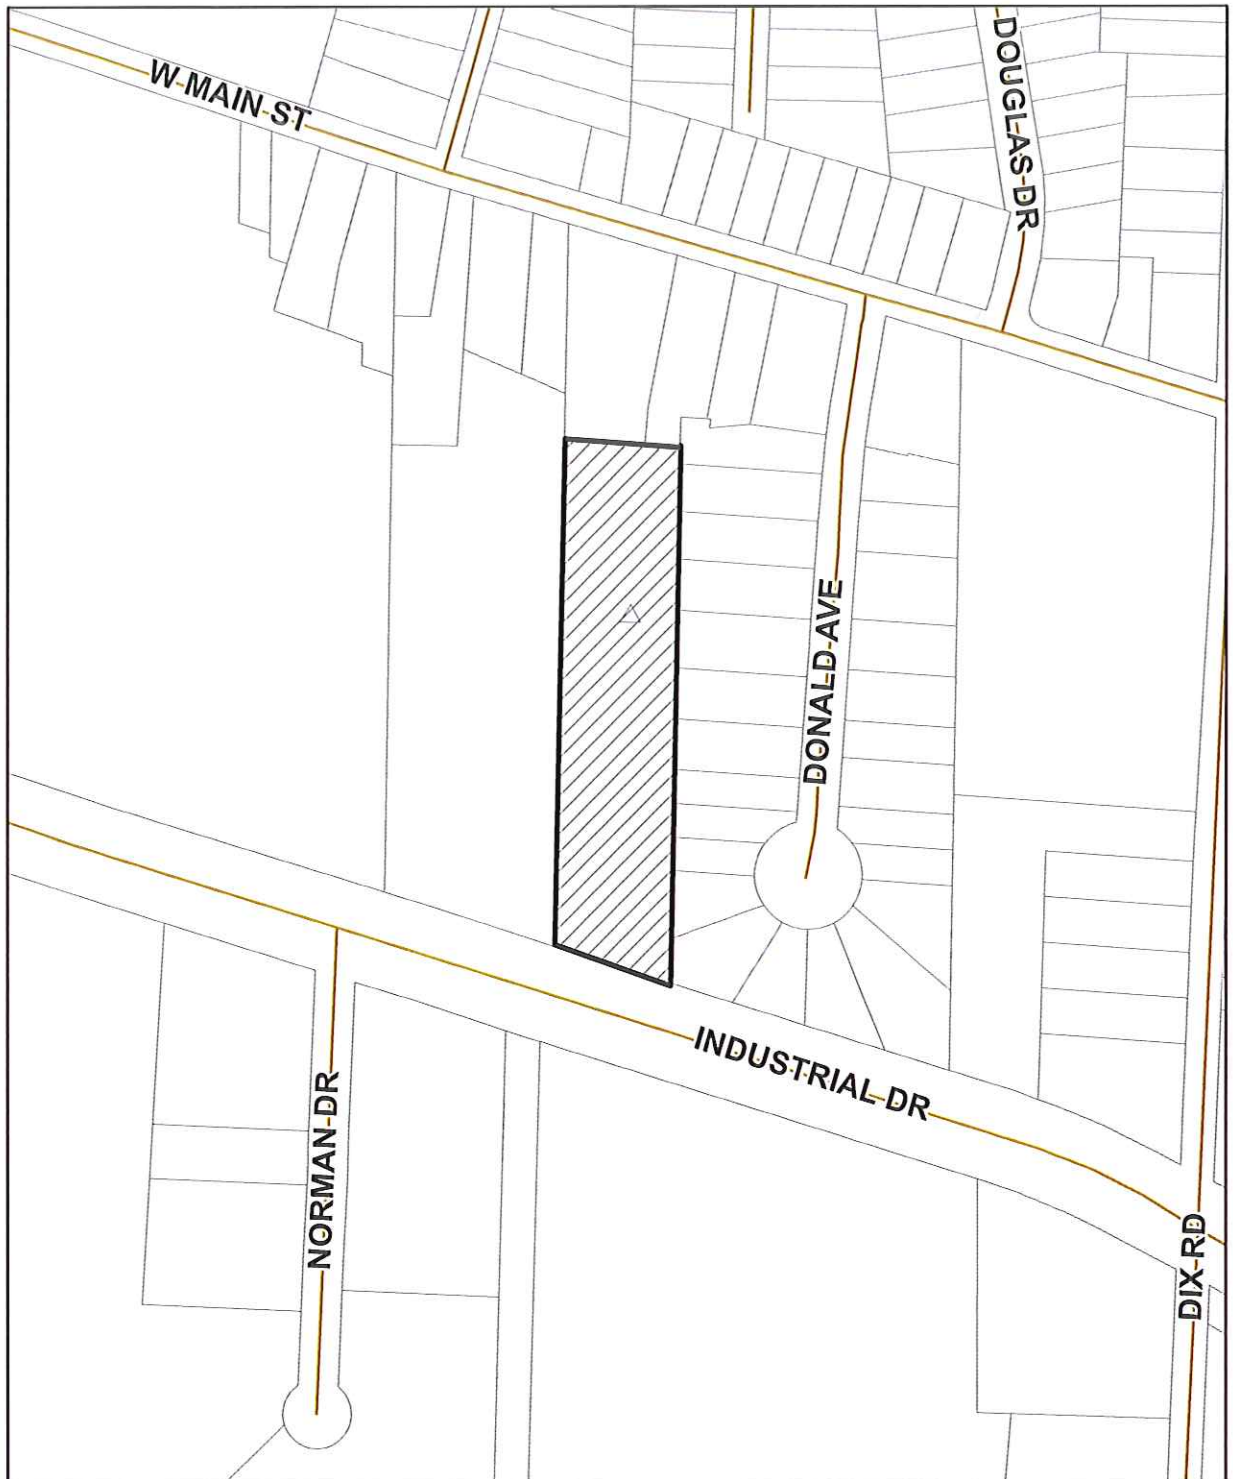 W MAIN ST
DOUGLAS DR
DONALD AVE
INDUSTRIAL DR
NORMAN DR
DIX RD